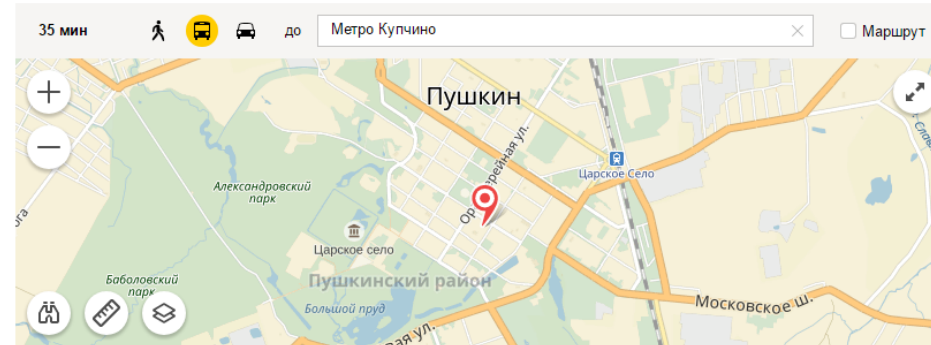 35 мин
до
Метро Купчино
Маршрут
Пушкин
Царское Село
Александровский
парк
Царское село
Пушкинский район
Баболовский
парк
Большой пруд
Московское ш.